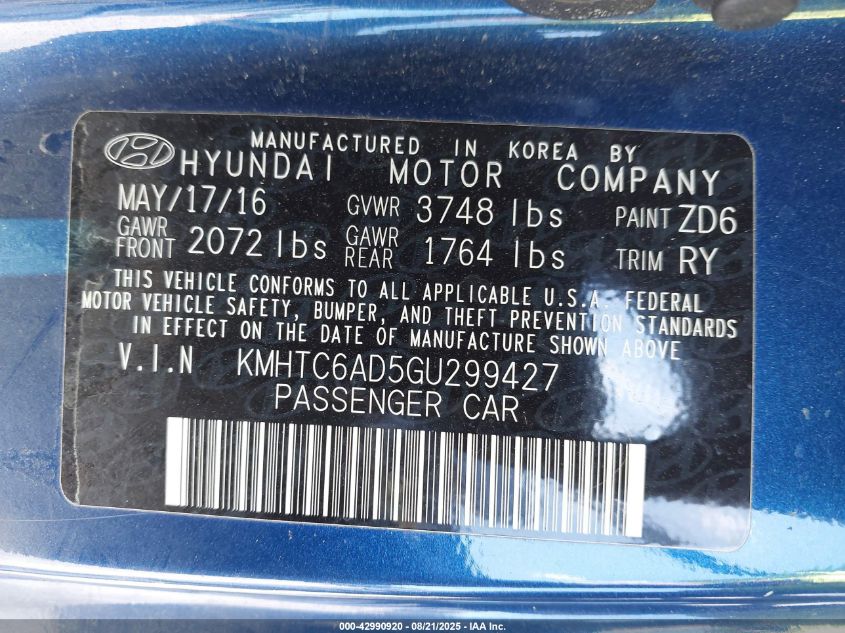 MANUFACTURED IN KOREA BY
HYUNDAI MOTOR COMPANY
MAY/17/16 GVWR 3748 lbs PAINT ZD6
GAWR FRONT 2072 lbs GAWR REAR 1764 lbs TRIM RY
THIS VEHICLE CONFORMS TO ALL APPLICABLE U.S.A. FEDERAL
MOTOR VEHICLE SAFETY, BUMPER, AND THEFT PREVENTION STANDARDS
IN EFFECT ON THE DATE OF MANUFACTURE SHOWN ABOVE
V.I.N KMHTC6AD5GU299427
PASSENGER CAR
000-42990920 - 08/21/2025 - IAA Inc.